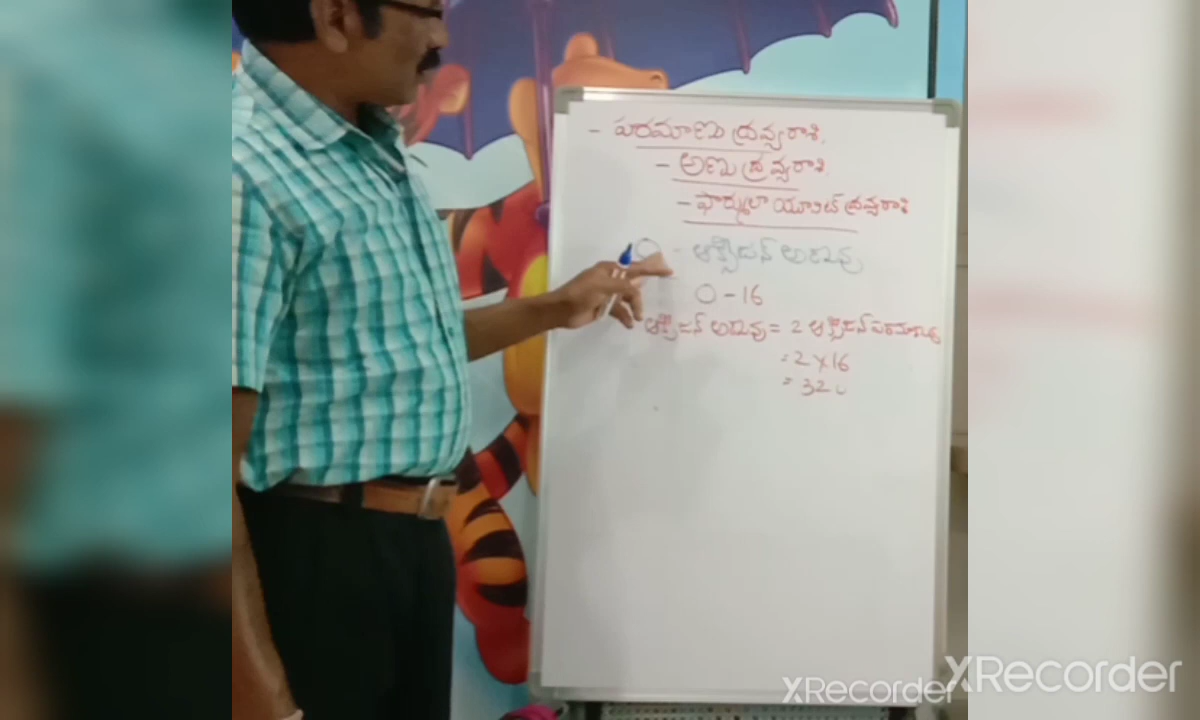 - పరమాణు ద్రవ్యరాశి.
- అణు ద్రవ్యరాశి.
- ఫార్ములా యూనిట్ ద్రవ్యరాశి
O - ఆక్సిజన్ అణువు
O - 16
ఆక్సిజన్ అణువు = 2 ఆక్సిజన్ పరమాణు
= 2 X 16
= 32 U
XRecorder
XRecorder